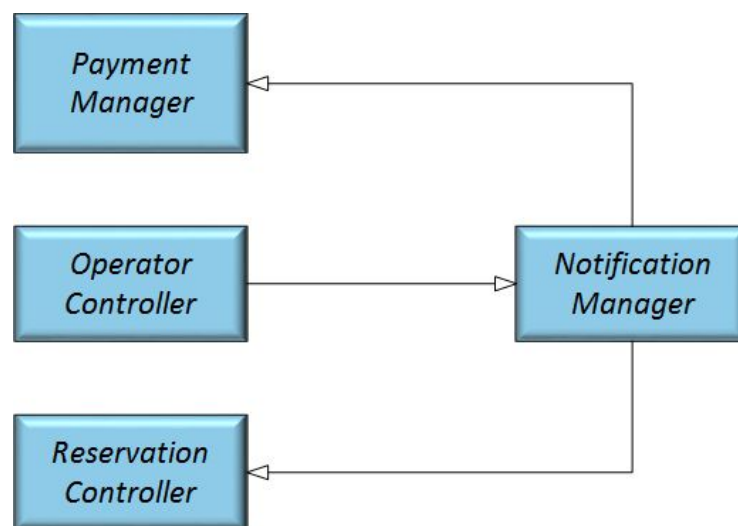 Payment
Manager
Operator
Controller
Notification
Manager
Reservation
Controller